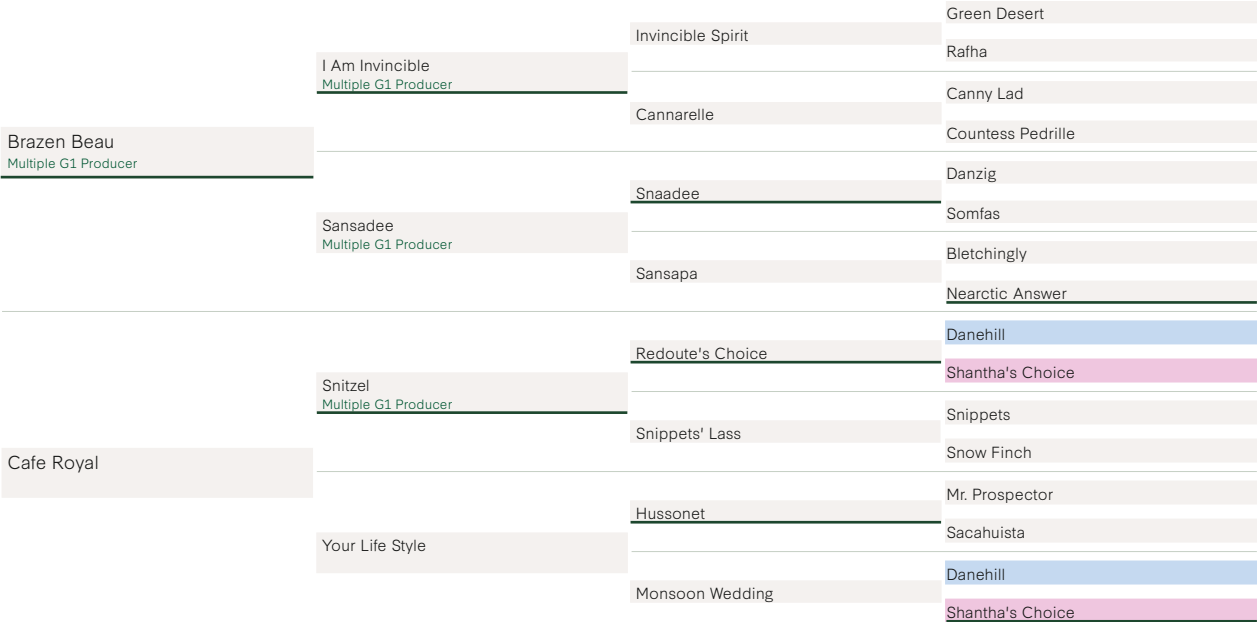 Brazen Beau
Multiple G1 Producer
Cafe Royal
I Am Invincible
Multiple G1 Producer
Sansadee
Multiple G1 Producer
Snitzel
Multiple G1 Producer
Your Life Style
Invincible Spirit
Cannarelle
Snaadee
Sansapa
Redoute's Choice
Snippets' Lass
Hussonet
Monsoon Wedding
Green Desert
Rafha
Canny Lad
Countess Pedrille
Danzig
Somfas
Bletchingly
Nearctic Answer
Danehill
Shantha's Choice
Snippets
Snow Finch
Mr. Prospector
Sacahuista
Danehill
Shantha's Choice